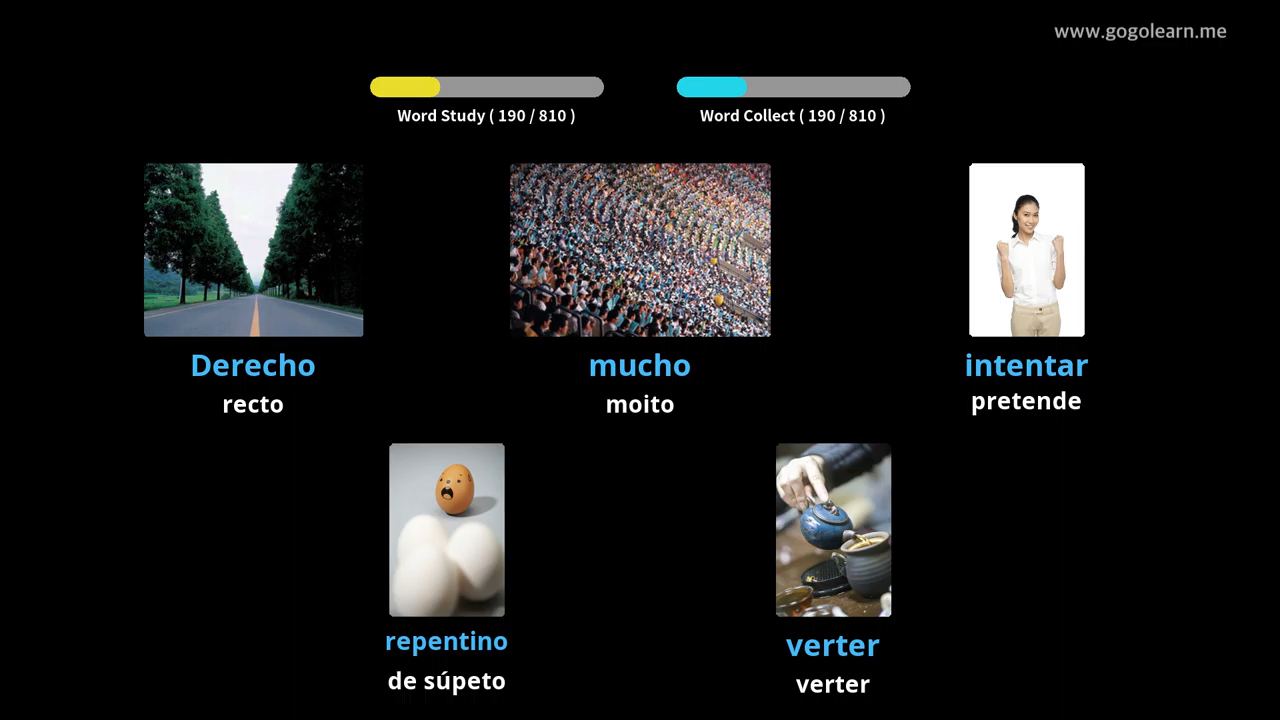 www.gogolearn.me
Word Study ( 190 / 810 )
Word Collect ( 190 / 810 )
Derecho
recto
mucho
moito
intentar
pretende
repentino
de súpeto
verter
verter